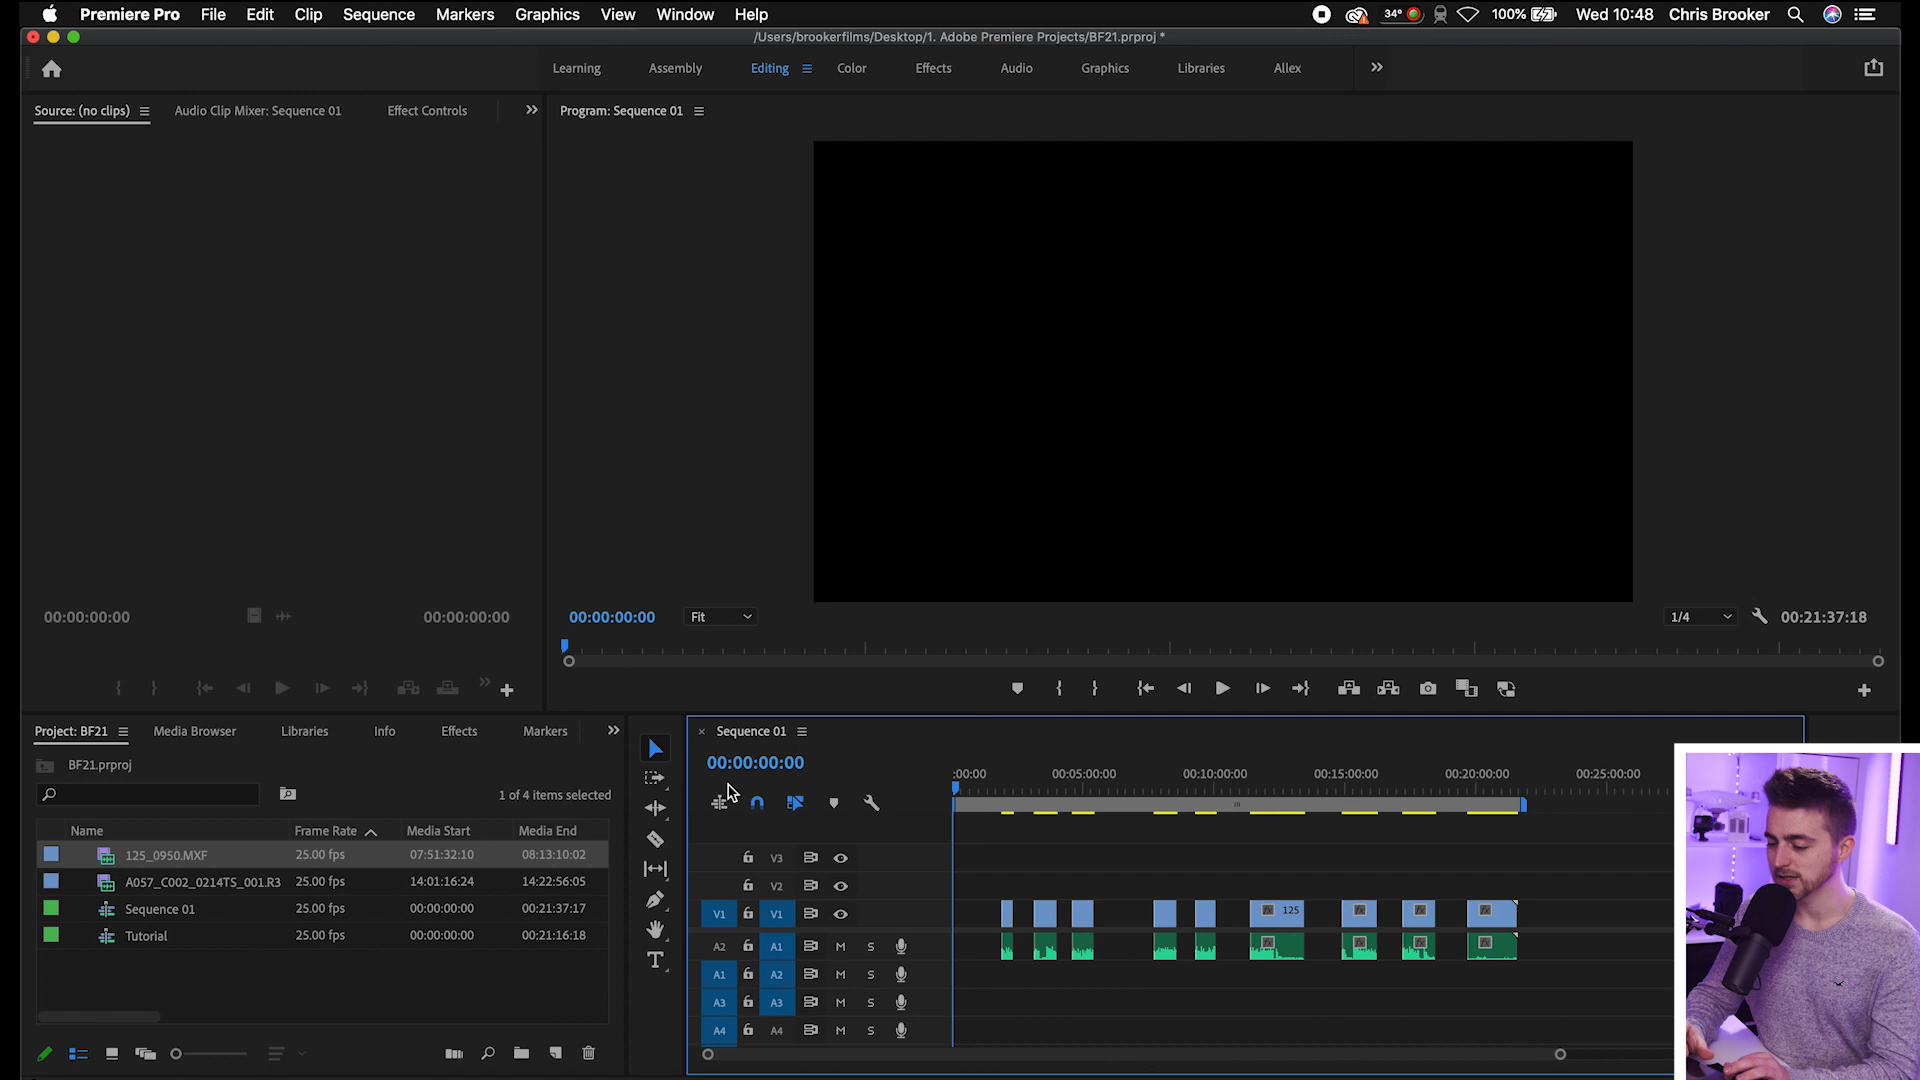 Premiere Pro File Edit Clip Sequence Markers Graphics View Window Help 34° 100% Wed 10:48 Chris Brooker
/Users/brookerfilms/Desktop/1. Adobe Premiere Projects/BF21.prproj *
Learning Assembly Editing Color Effects Audio Graphics Libraries Allex
Source: (no clips) Audio Clip Mixer: Sequence 01 Effect Controls Program: Sequence 01
00:00:00:00 00:00:00:00 00:00:00:00 Fit 1/4 00:21:37:18
Project: BF21 Media Browser Libraries Info Effects Markers
BF21.prproj
1 of 4 items selected
Name Frame Rate Media Start Media End
125_0950.MXF 25.00 fps 07:51:32:10 08:13:10:02
A057_C002_0214TS_001.R3 25.00 fps 14:01:16:24 14:22:56:05
Sequence 01 25.00 fps 00:00:00:00 00:21:37:17
Tutorial 25.00 fps 00:00:00:00 00:21:16:18
T
× Sequence 01
00:00:00:00
:00:00 00:05:00:00 00:10:00:00 00:15:00:00 00:20:00:00 00:25:00:00
V3
V2
V1 V1 fx 125 fx fx fx
A2 A1 M S fx fx fx fx
A1 A2 M S
A3 A3 M S
A4 A4 M S